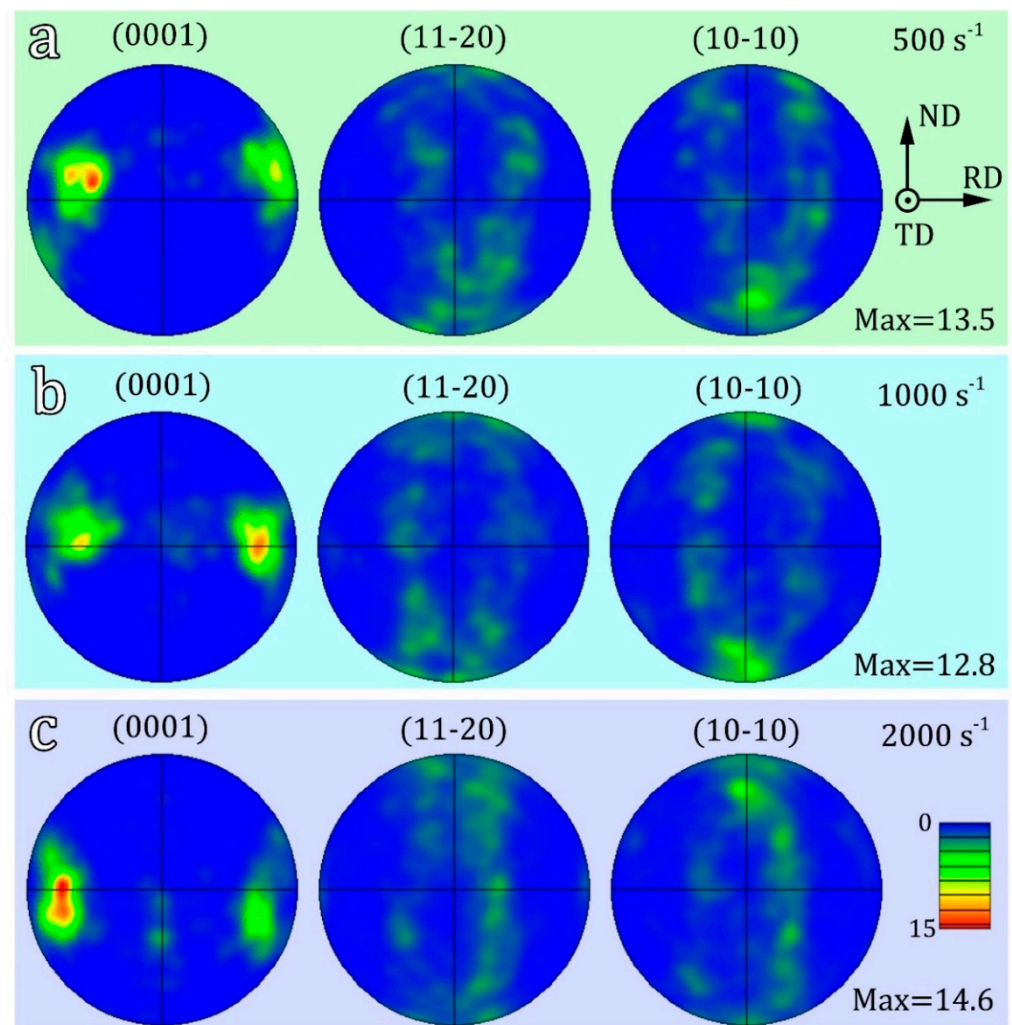 a (0001) (11-20) (10-10) 500 s⁻¹
ND
RD
TD
Max=13.5
b (0001) (11-20) (10-10) 1000 s⁻¹
Max=12.8
c (0001) (11-20) (10-10) 2000 s⁻¹
0
15
Max=14.6